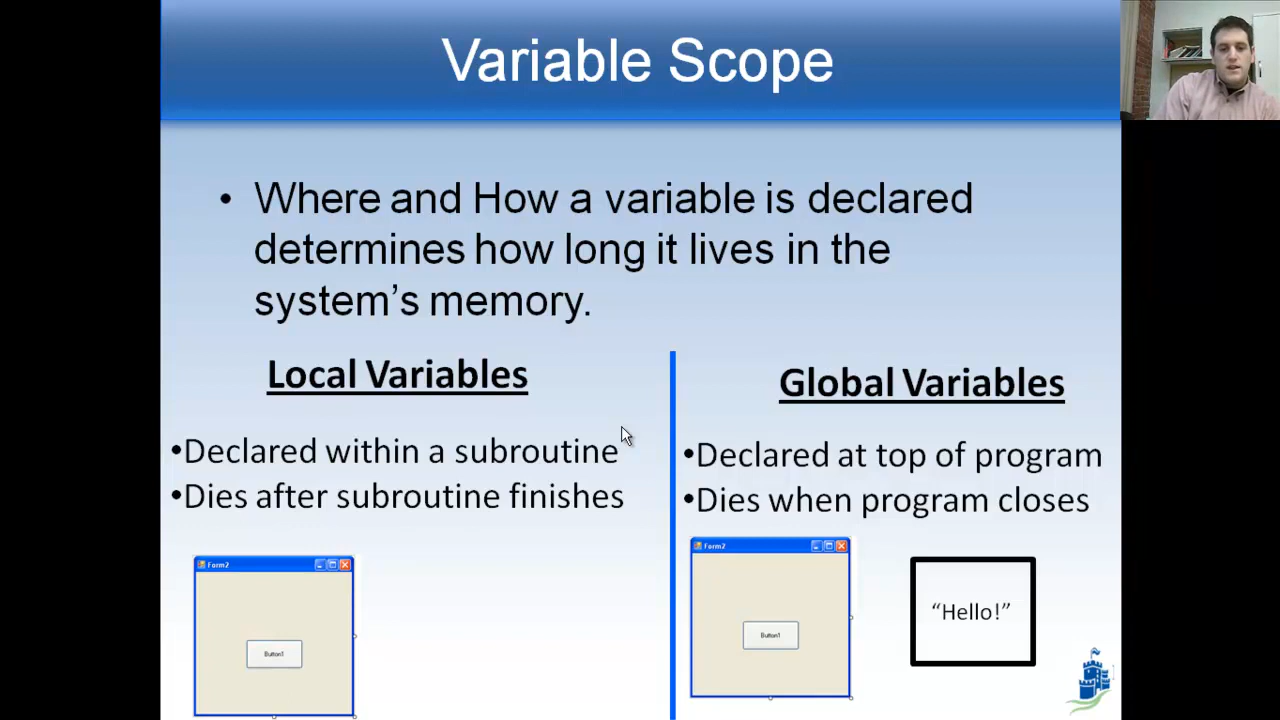 Variable Scope
• Where and How a variable is declared
determines how long it lives in the
system's memory.
Local Variables
•Declared within a subroutine
•Dies after subroutine finishes
Form2
Button1
Global Variables
•Declared at top of program
•Dies when program closes
Form2
Button1
“Hello!”